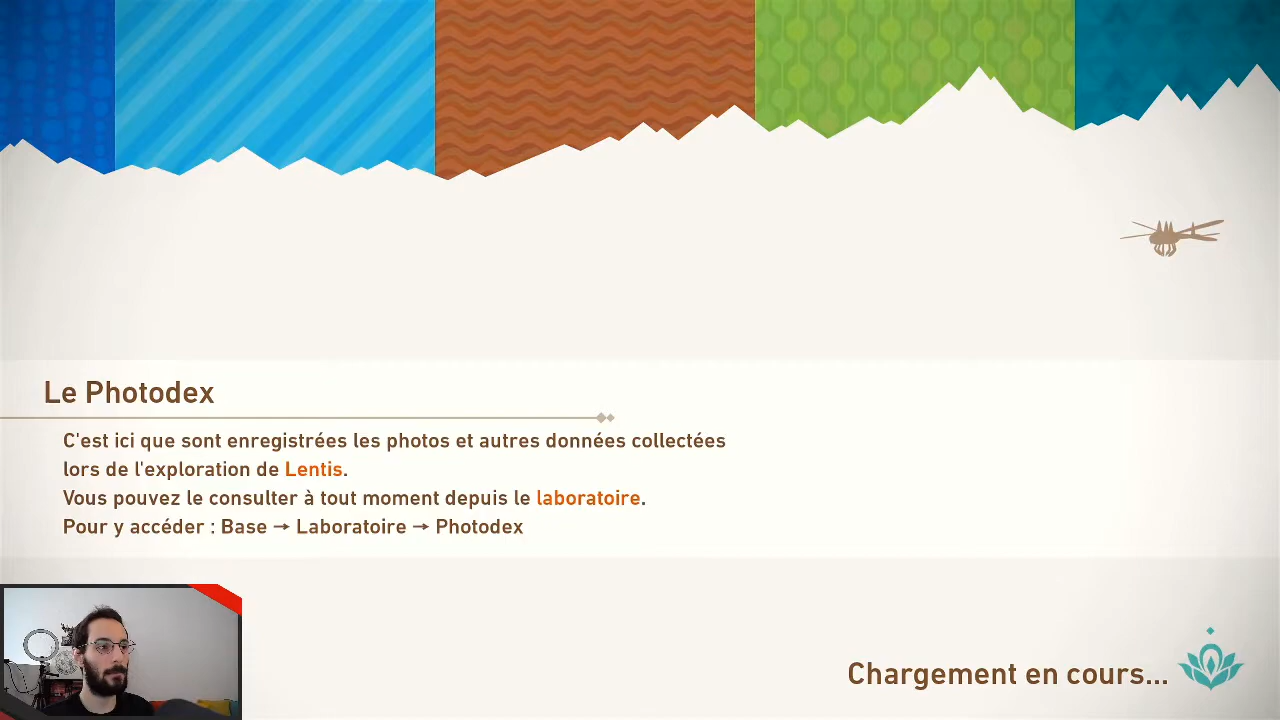 Le Photodex
C'est ici que sont enregistrées les photos et autres données collectées
lors de l'exploration de Lentis.
Vous pouvez le consulter à tout moment depuis le laboratoire.
Pour y accéder : Base → Laboratoire → Photodex
Chargement en cours...